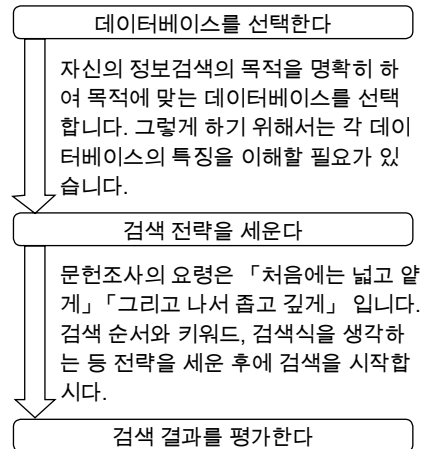 데이터베이스를 선택한다
자신의 정보검색의 목적을 명확히 하
여 목적에 맞는 데이터베이스를 선택
합니다. 그렇게 하기 위해서는 각 데이
터베이스의 특징을 이해할 필요가 있
습니다.
검색 전략을 세운다
문헌조사의 요령은 「처음에는 넓고 얕
게」「그리고 나서 좁고 깊게」 입니다.
검색 순서와 키워드, 검색식을 생각하
는 등 전략을 세운 후에 검색을 시작합
시다.
검색 결과를 평가한다